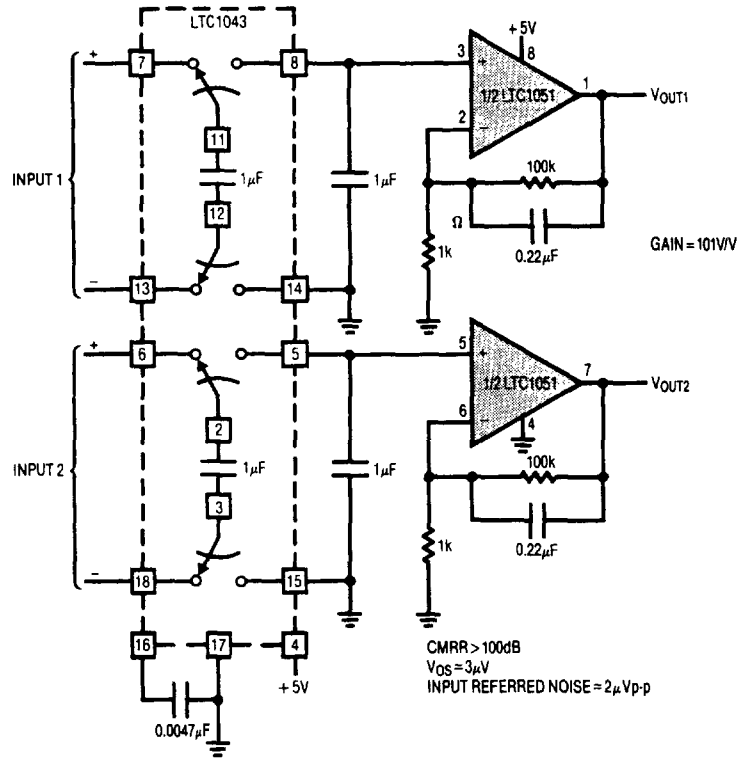 LTC1043
+5V
+
7
8
3
+
8
1/2 LTC1051
1
VOUT1
2
−
11
1μF
12
1μF
INPUT 1
100k
Ω
0.22μF
1k
GAIN = 101V/V
−
13
14
+
6
5
5
+
1/2 LTC1051
7
VOUT2
6
−
4
2
1μF
3
1μF
INPUT 2
100k
0.22μF
1k
−
18
15
16
17
4
+5V
0.0047μF
CMRR > 100dB
VOS = 3μV
INPUT REFERRED NOISE = 2μVp-p